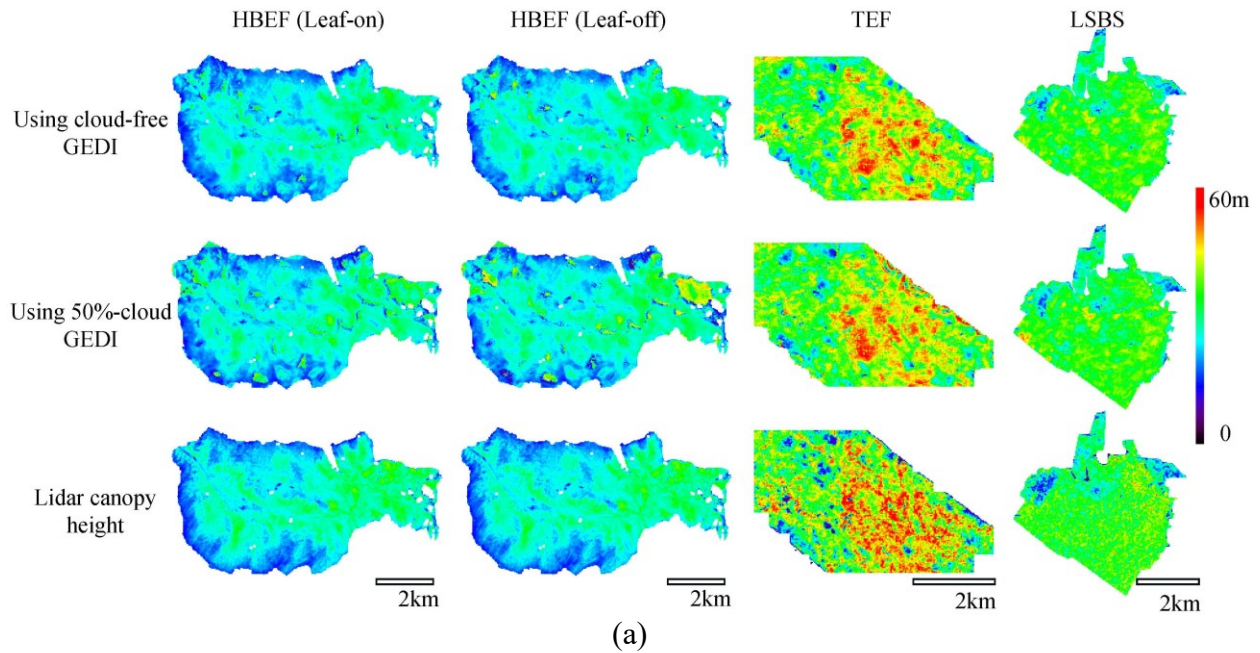 HBEF (Leaf-on) HBEF (Leaf-off) TEF LSBS
Using cloud-free
GEDI
60m
Using 50%-cloud
GEDI
0
Lidar canopy
height
2km 2km 2km 2km
(a)